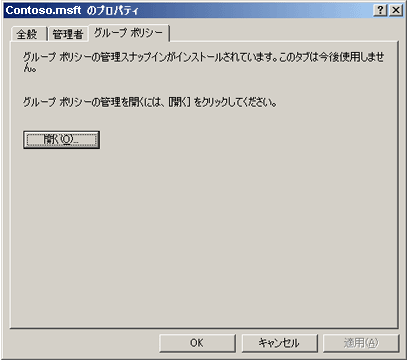 Contoso.msft のプロパティ
全般 管理者 グループ ポリシー
グループ ポリシーの管理スナップインがインストールされています。このタブは今後使用しませ
ん。
グループ ポリシーの管理を開くには、[開く] をクリックしてください。
開く(O)...
OK キャンセル 適用(A)